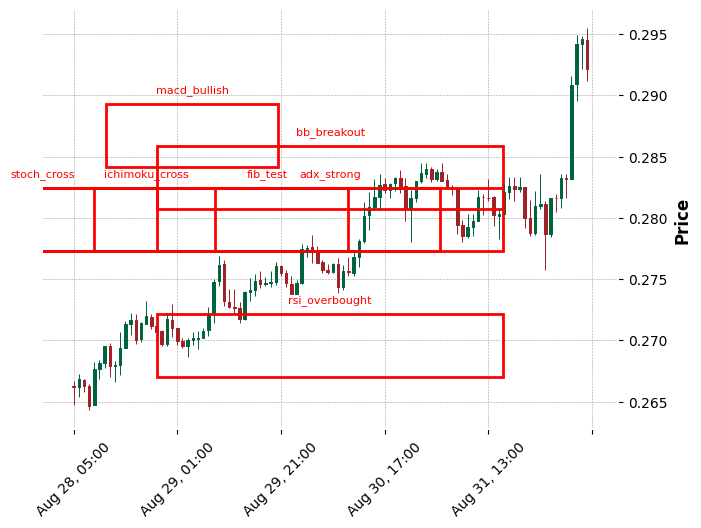 macd_bullish
bb_breakout
stoch_cross
ichimoku_cross
fib_test
adx_strong
rsi_overbought
0.295
0.290
0.285
0.280
0.275
0.270
0.265
Price
Aug 28, 05:00
Aug 29, 01:00
Aug 29, 21:00
Aug 30, 17:00
Aug 31, 13:00